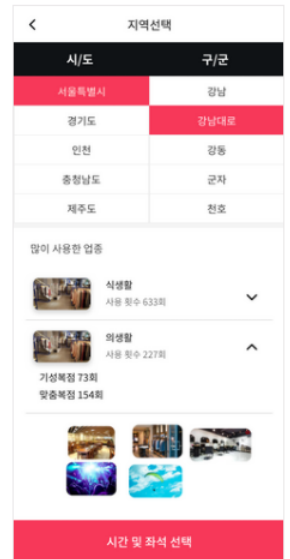 지역선택
시/도 구/군
서울특별시 강남
경기도 강남대로
인천 강동
충청남도 군자
제주도 천호
많이 사용한 업종
식생활
사용 횟수 633회
의생활
사용 횟수 227회
기성복점 73회
맞춤복점 154회
시간 및 좌석 선택